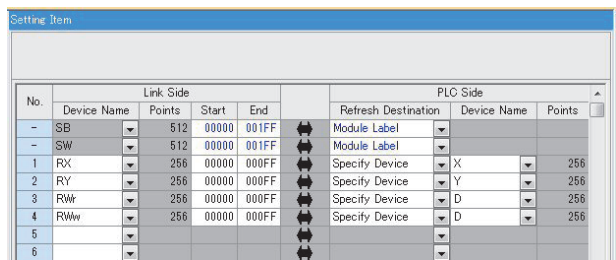 Setting Item
No. Link Side PLC Side
Device Name Points Start End Refresh Destination Device Name Points
- SB 512 00000 001FF Module Label
- SW 512 00000 001FF Module Label
1 RX 256 00000 000FF Specify Device X 256
2 RY 256 00000 000FF Specify Device Y 256
3 RWr 256 00000 000FF Specify Device D 256
4 RWw 256 00000 000FF Specify Device D 256
5
6